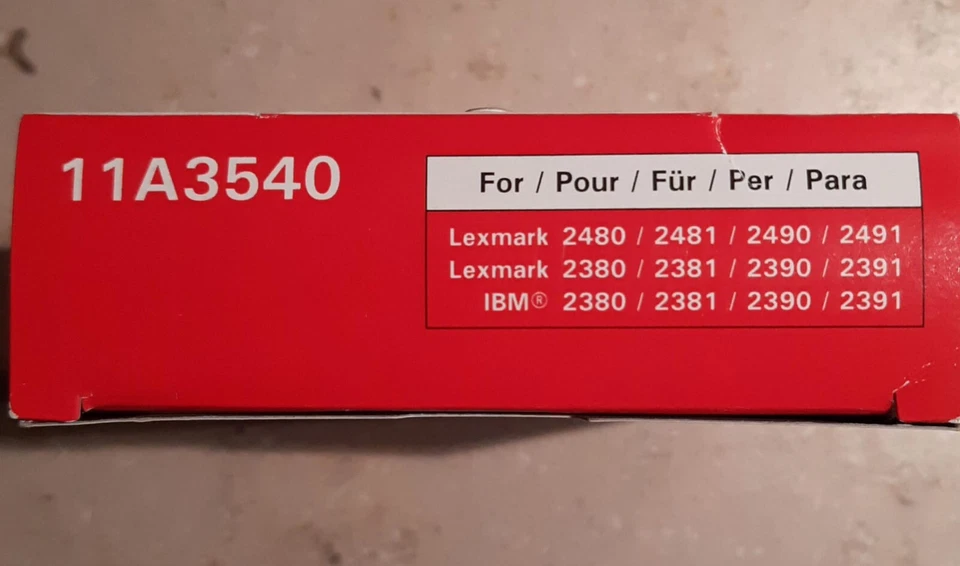 11A3540
For / Pour / Für / Per / Para
Lexmark 2480 / 2481 / 2490 / 2491
Lexmark 2380 / 2381 / 2390 / 2391
IBM® 2380 / 2381 / 2390 / 2391